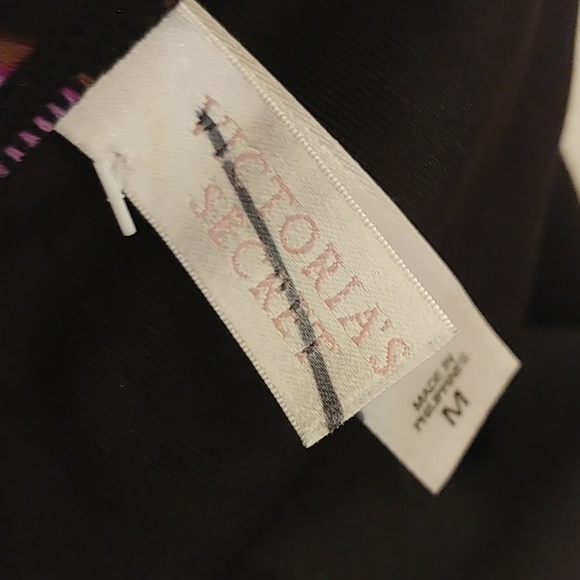 VICTORIA'S
SECRET
MADE IN
PHILIPPINES
M